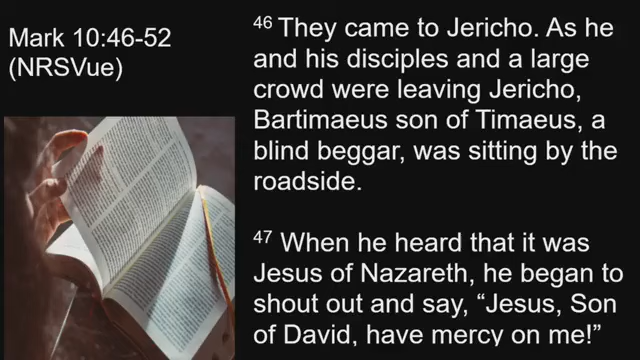 Mark 10:46-52
(NRSVue)
46 They came to Jericho. As he
and his disciples and a large
crowd were leaving Jericho,
Bartimaeus son of Timaeus, a
blind beggar, was sitting by the
roadside.
47 When he heard that it was
Jesus of Nazareth, he began to
shout out and say, “Jesus, Son
of David, have mercy on me!”